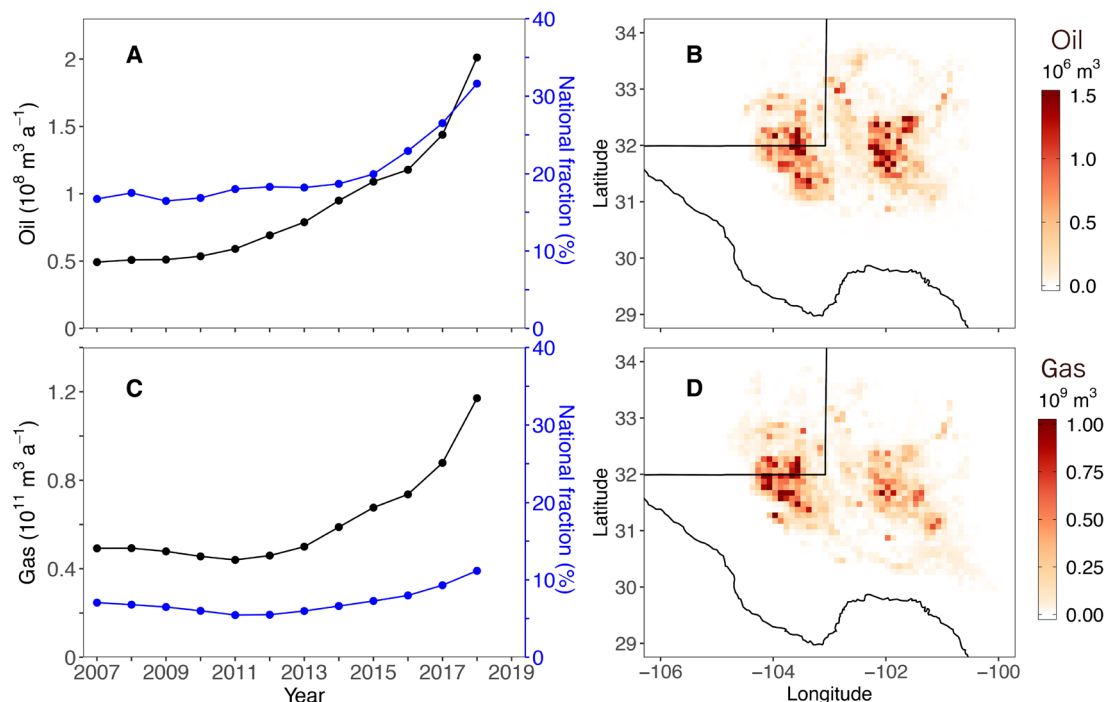 A
Oil (10⁸ m³ a⁻¹)
2
1.5
1
0.5
0
National fraction (%)
40
30
20
10
0
B
Latitude
34
33
32
31
30
29
Oil
10⁶ m³
1.5
1.0
0.5
0.0
C
Gas (10¹¹ m³ a⁻¹)
1.2
0.8
0.4
0
National fraction (%)
40
30
20
10
0
2007 2009 2011 2013 2015 2017 2019
Year
D
Latitude
34
33
32
31
30
29
−106 −104 −102 −100
Longitude
Gas
10⁹ m³
1.00
0.75
0.50
0.25
0.00